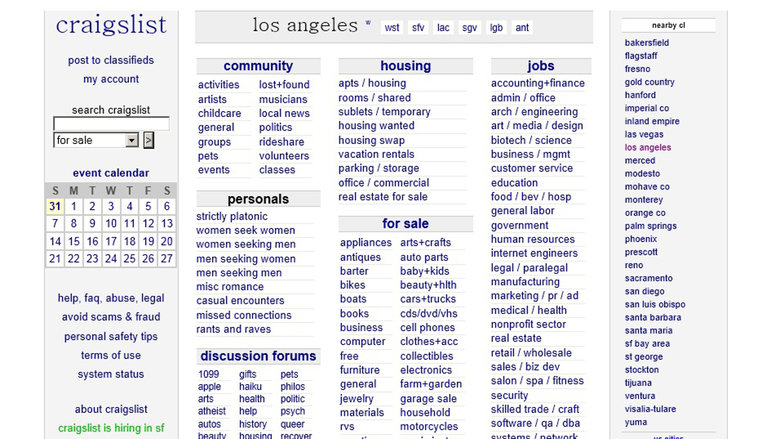 craigslist
post to classifieds
my account
search craigslist
for sale
>
event calendar
S M T W T F S
31 1 2 3 4 5 6
7 8 9 10 11 12 13
14 15 16 17 18 19 20
21 22 23 24 25 26 27
help, faq, abuse, legal
avoid scams & fraud
personal safety tips
terms of use
system status
about craigslist
craigslist is hiring in sf
los angeles w wst sfv lac sgv lgb ant
community
activities lost+found
artists musicians
childcare local news
general politics
groups rideshare
pets volunteers
events classes
personals
strictly platonic
women seek women
women seeking men
men seeking women
men seeking men
misc romance
casual encounters
missed connections
rants and raves
discussion forums
1099 gifts pets
apple haiku philos
arts health politic
atheist help psych
autos history queer
beauty housing recover
housing
apts / housing
rooms / shared
sublets / temporary
housing wanted
housing swap
vacation rentals
parking / storage
office / commercial
real estate for sale
for sale
appliances arts+crafts
antiques auto parts
barter baby+kids
bikes beauty+hlth
boats cars+trucks
books cds/dvd/vhs
business cell phones
computer clothes+acc
free collectibles
furniture electronics
general farm+garden
jewelry garage sale
materials household
rvs motorcycles
jobs
accounting+finance
admin / office
arch / engineering
art / media / design
biotech / science
business / mgmt
customer service
education
food / bev / hosp
general labor
government
human resources
internet engineers
legal / paralegal
manufacturing
marketing / pr / ad
medical / health
nonprofit sector
real estate
retail / wholesale
sales / biz dev
salon / spa / fitness
security
skilled trade / craft
software / qa / dba
systems / network
nearby cl
bakersfield
flagstaff
fresno
gold country
hanford
imperial co
inland empire
las vegas
los angeles
merced
modesto
mohave co
monterey
orange co
palm springs
phoenix
prescott
reno
sacramento
san diego
san luis obispo
santa barbara
santa maria
sf bay area
st george
stockton
tijuana
ventura
visalia-tulare
yuma
us cities